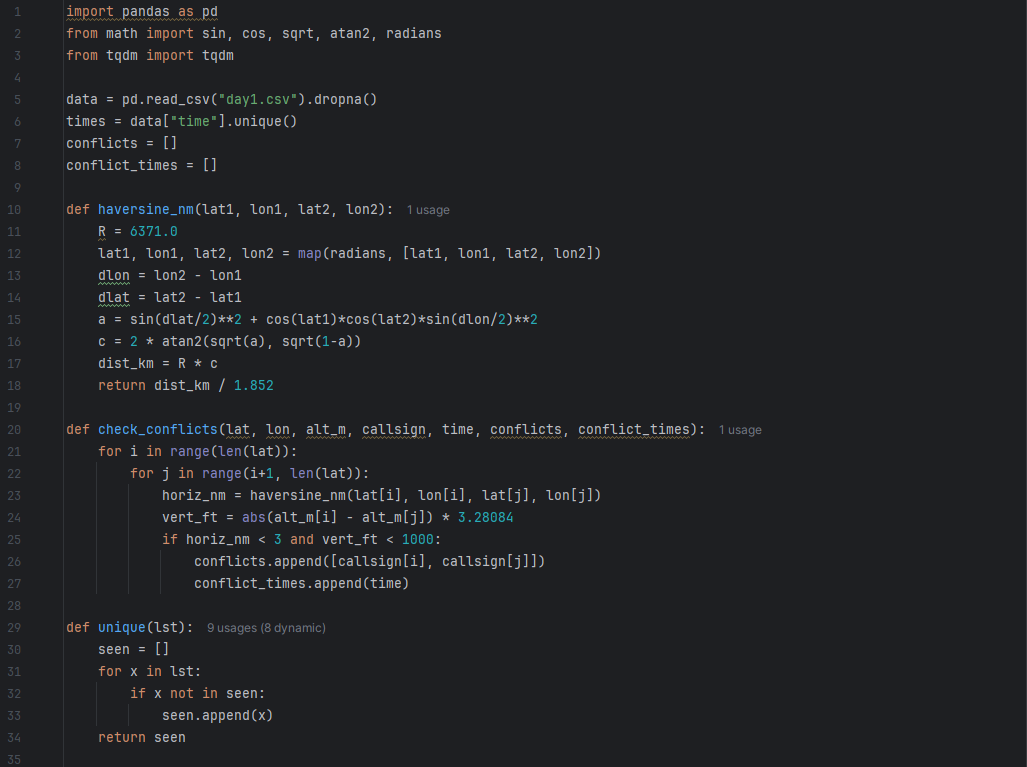 1 import pandas as pd
2 from math import sin, cos, sqrt, atan2, radians
3 from tqdm import tqdm
4
5 data = pd.read_csv("day1.csv").dropna()
6 times = data["time"].unique()
7 conflicts = []
8 conflict_times = []
9
10 def haversine_nm(lat1, lon1, lat2, lon2): 1 usage
11     R = 6371.0
12     lat1, lon1, lat2, lon2 = map(radians, [lat1, lon1, lat2, lon2])
13     dlon = lon2 - lon1
14     dlat = lat2 - lat1
15     a = sin(dlat/2)**2 + cos(lat1)*cos(lat2)*sin(dlon/2)**2
16     c = 2 * atan2(sqrt(a), sqrt(1-a))
17     dist_km = R * c
18     return dist_km / 1.852
19
20 def check_conflicts(lat, lon, alt_m, callsign, time, conflicts, conflict_times): 1 usage
21     for i in range(len(lat)):
22         for j in range(i+1, len(lat)):
23             horiz_nm = haversine_nm(lat[i], lon[i], lat[j], lon[j])
24             vert_ft = abs(alt_m[i] - alt_m[j]) * 3.28084
25             if horiz_nm < 3 and vert_ft < 1000:
26                 conflicts.append([callsign[i], callsign[j]])
27                 conflict_times.append(time)
28
29 def unique(lst): 9 usages (8 dynamic)
30     seen = []
31     for x in lst:
32         if x not in seen:
33             seen.append(x)
34     return seen
35